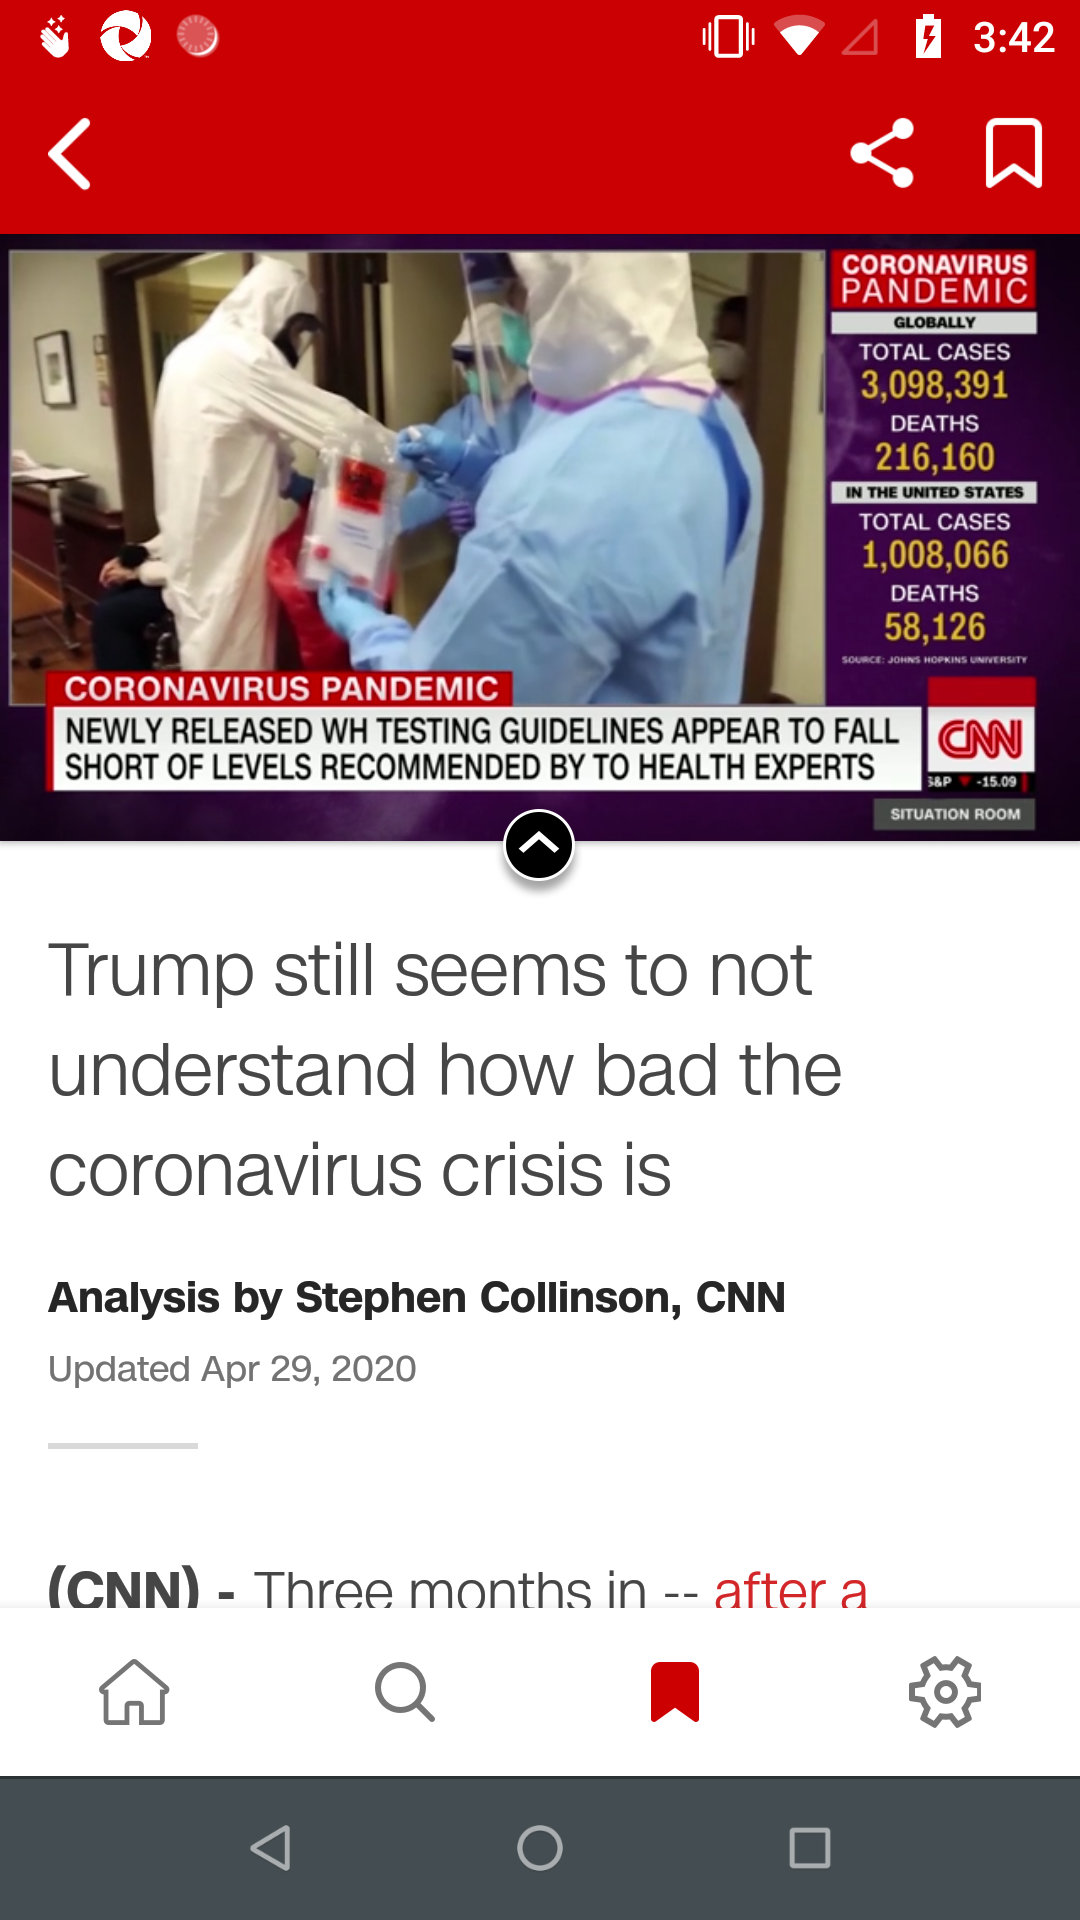 3:42
CORONAVIRUS
PANDEMIC
GLOBALLY
TOTAL CASES
3,098,391
DEATHS
216,160
IN THE UNITED STATES
TOTAL CASES
1,008,066
DEATHS
58,126
SOURCE: JOHNS HOPKINS UNIVERSITY
CORONAVIRUS PANDEMIC
NEWLY RELEASED WH TESTING GUIDELINES APPEAR TO FALL
SHORT OF LEVELS RECOMMENDED BY TO HEALTH EXPERTS
CNN
S&P -15.09
SITUATION ROOM
Trump still seems to not
understand how bad the
coronavirus crisis is
Analysis by Stephen Collinson, CNN
Updated Apr 29, 2020
(CNN) - Three months in -- after a